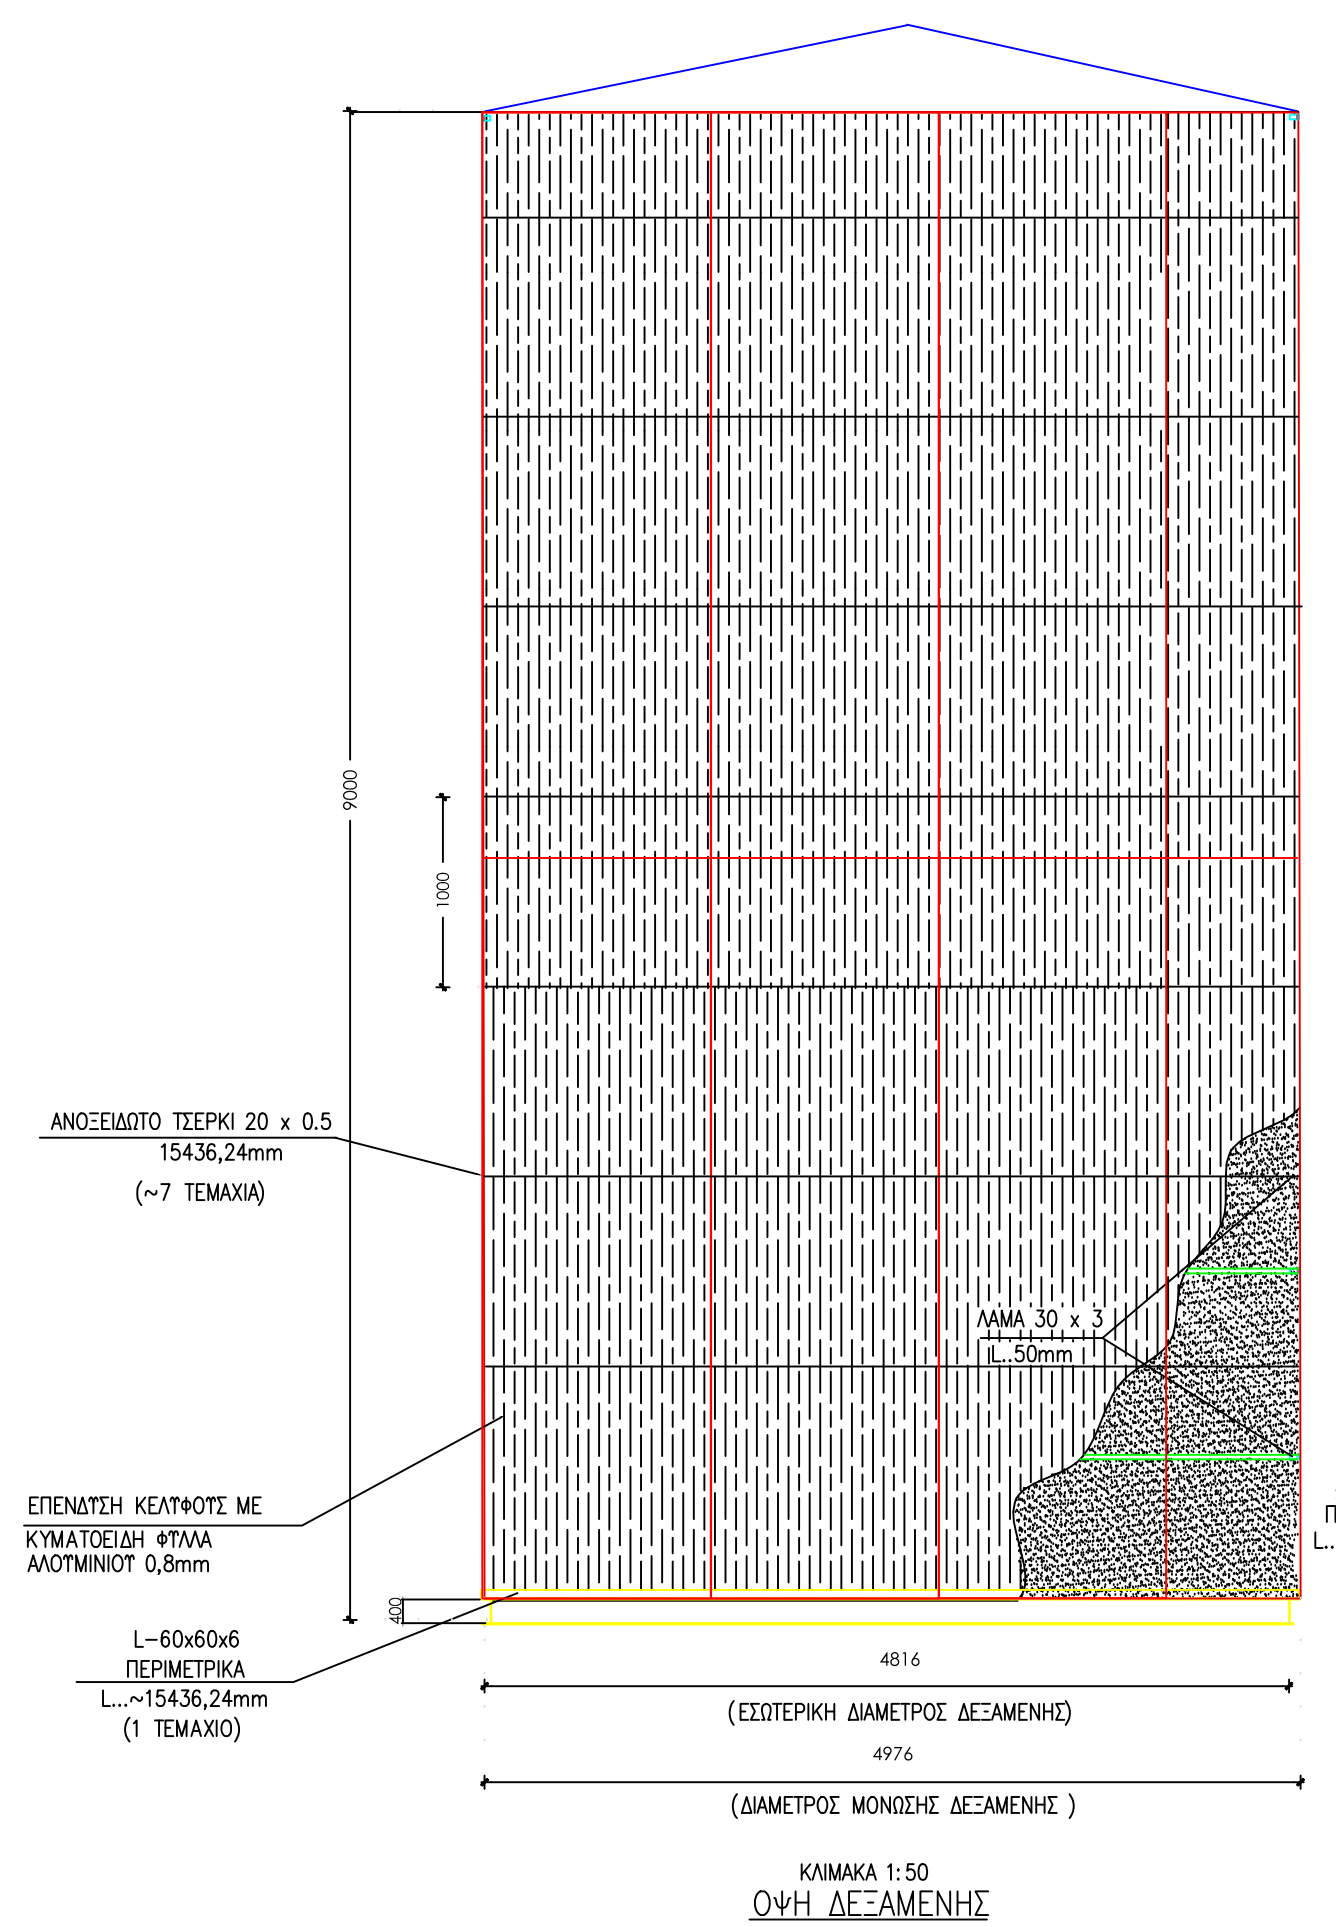 9000
1000
ΑΝΟΞΕΙΔΩΤΟ ΤΣΕΡΚΙ 20 x 0.5
15436,24mm
(~7 ΤΕΜΑΧΙΑ)
ΛΑΜΑ 30 x 3
L..50mm
ΕΠΕΝΔΥΣΗ ΚΕΛΥΦΟΥΣ ΜΕ
ΚΥΜΑΤΟΕΙΔΗ ΦΥΛΛΑ
ΑΛΟΥΜΙΝΙΟΥ 0,8mm
Π
L..
400
L-60x60x6
ΠΕΡΙΜΕΤΡΙΚΑ
L...~15436,24mm
(1 ΤΕΜΑΧΙΟ)
4816
(ΕΣΩΤΕΡΙΚΗ ΔΙΑΜΕΤΡΟΣ ΔΕΞΑΜΕΝΗΣ)
4976
(ΔΙΑΜΕΤΡΟΣ ΜΟΝΩΣΗΣ ΔΕΞΑΜΕΝΗΣ )
ΚΛΙΜΑΚΑ 1:50
ΟΨΗ ΔΕΞΑΜΕΝΗΣ